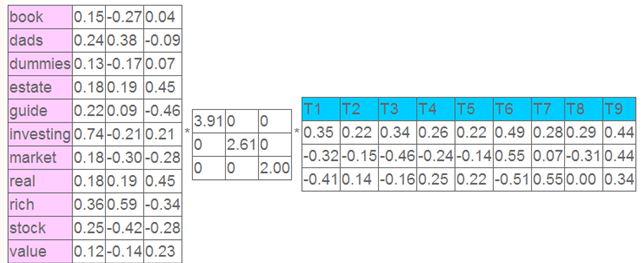 book 0.15 -0.27 0.04
dads 0.24 0.38 -0.09
dummies 0.13 -0.17 0.07
estate 0.18 0.19 0.45
guide 0.22 0.09 -0.46
investing 0.74 -0.21 0.21
market 0.18 -0.30 -0.28
real 0.18 0.19 0.45
rich 0.36 0.59 -0.34
stock 0.25 -0.42 -0.28
value 0.12 -0.14 0.23
*
3.91 0 0
0 2.61 0
0 0 2.00
*
T1 T2 T3 T4 T5 T6 T7 T8 T9
0.35 0.22 0.34 0.26 0.22 0.49 0.28 0.29 0.44
-0.32 -0.15 -0.46 -0.24 -0.14 0.55 0.07 -0.31 0.44
-0.41 0.14 -0.16 0.25 0.22 -0.51 0.55 0.00 0.34